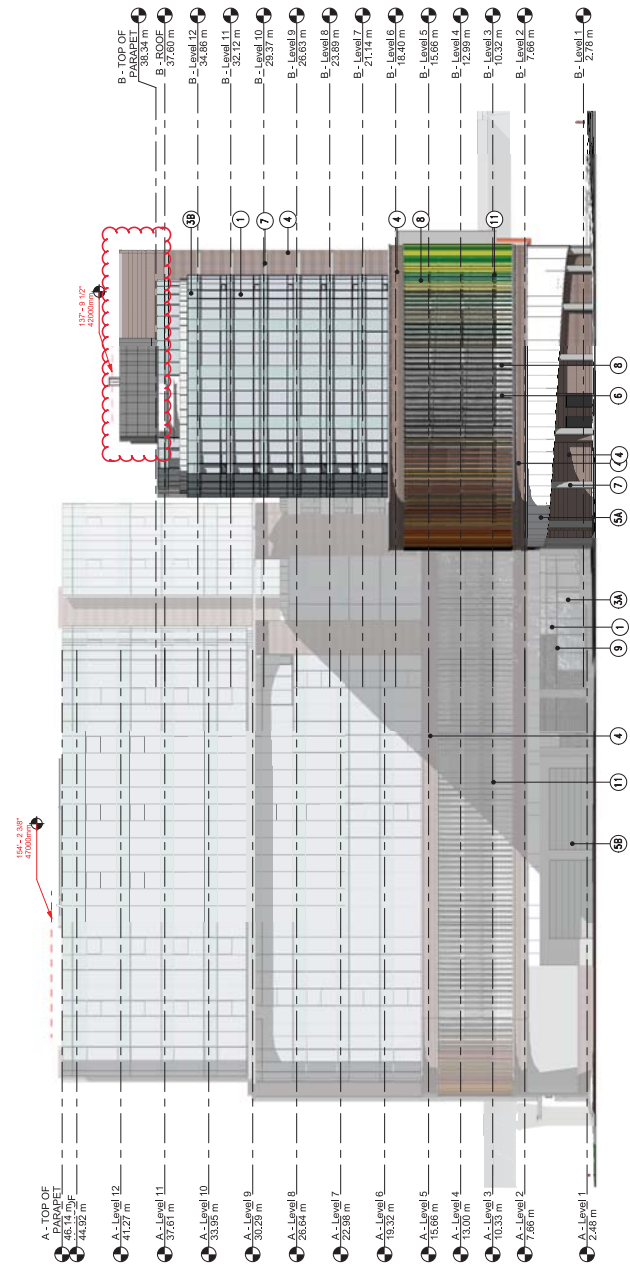 B - TOP OF
PARAPET
38.34 m
B - ROOF
37.60 m
B - Level 12
34.86 m
B - Level 11
32.12 m
B - Level 10
29.37 m
B - Level 9
26.63 m
B - Level 8
23.89 m
B - Level 7
21.14 m
B - Level 6
18.40 m
B - Level 5
15.66 m
B - Level 4
12.99 m
B - Level 3
10.32 m
B - Level 2
7.66 m
B - Level 1
2.78 m
137' - 9 1/2"
42000mm
3B
1
7
4
4
8
11
8
6
4
7
5A
3A
1
9
4
11
5B
154' - 2 3/8"
47000mm
A - TOP OF
PARAPET
46.14 m
44.92 m
A - Level 12
41.27 m
A - Level 11
37.61 m
A - Level 10
33.95 m
A - Level 9
30.29 m
A - Level 8
26.64 m
A - Level 7
22.98 m
A - Level 6
19.32 m
A - Level 5
15.66 m
A - Level 4
13.00 m
A - Level 3
10.33 m
A - Level 2
7.66 m
A - Level 1
2.48 m